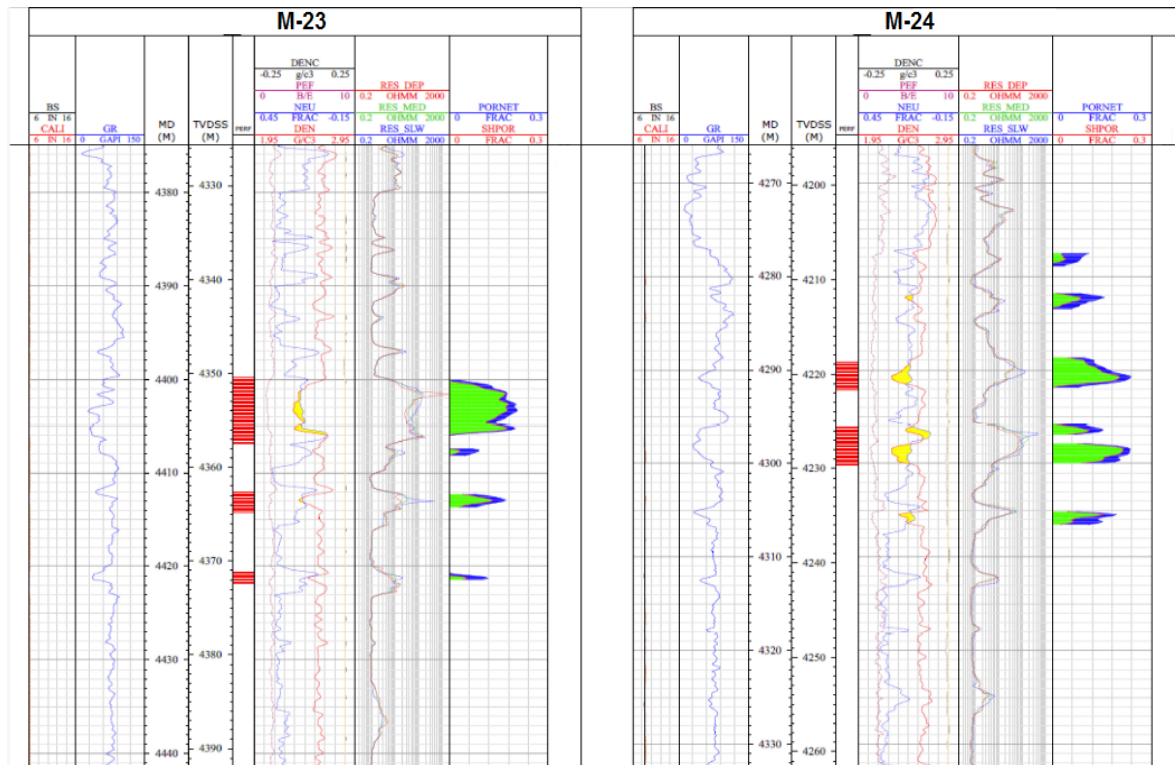 M-23
DENC
-0.25 g/c3 0.25
PEF
0 B/E 10
RES_DEP
0.2 OHMM 2000
BS
6 IN 16
NEU
0.45 FRAC -0.15
RES_MED
0.2 OHMM 2000
PORNET
0 FRAC 0.3
CALI
6 IN 16
GR
0 GAPI 150
MD
(M)
TVDSS
(M)
PERF
DEN
1.95 G/C3 2.95
RES_SLW
0.2 OHMM 2000
SHPOR
0 FRAC 0.3
4380
4390
4400
4410
4420
4430
4440
4330
4340
4350
4360
4370
4380
4390
M-24
DENC
-0.25 g/c3 0.25
PEF
0 B/E 10
RES_DEP
0.2 OHMM 2000
BS
6 IN 16
NEU
0.45 FRAC -0.15
RES_MED
0.2 OHMM 2000
PORNET
0 FRAC 0.3
CALI
6 IN 16
GR
0 GAPI 150
MD
(M)
TVDSS
(M)
PERF
DEN
1.95 G/C3 2.95
RES_SLW
0.2 OHMM 2000
SHPOR
0 FRAC 0.3
4270
4280
4290
4300
4310
4320
4330
4200
4210
4220
4230
4240
4250
4260